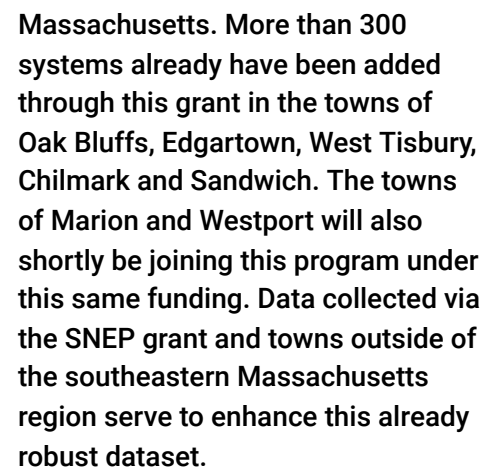 Massachusetts. More than 300
systems already have been added
through this grant in the towns of
Oak Bluffs, Edgartown, West Tisbury,
Chilmark and Sandwich. The towns
of Marion and Westport will also
shortly be joining this program under
this same funding. Data collected via
the SNEP grant and towns outside of
the southeastern Massachusetts
region serve to enhance this already
robust dataset.